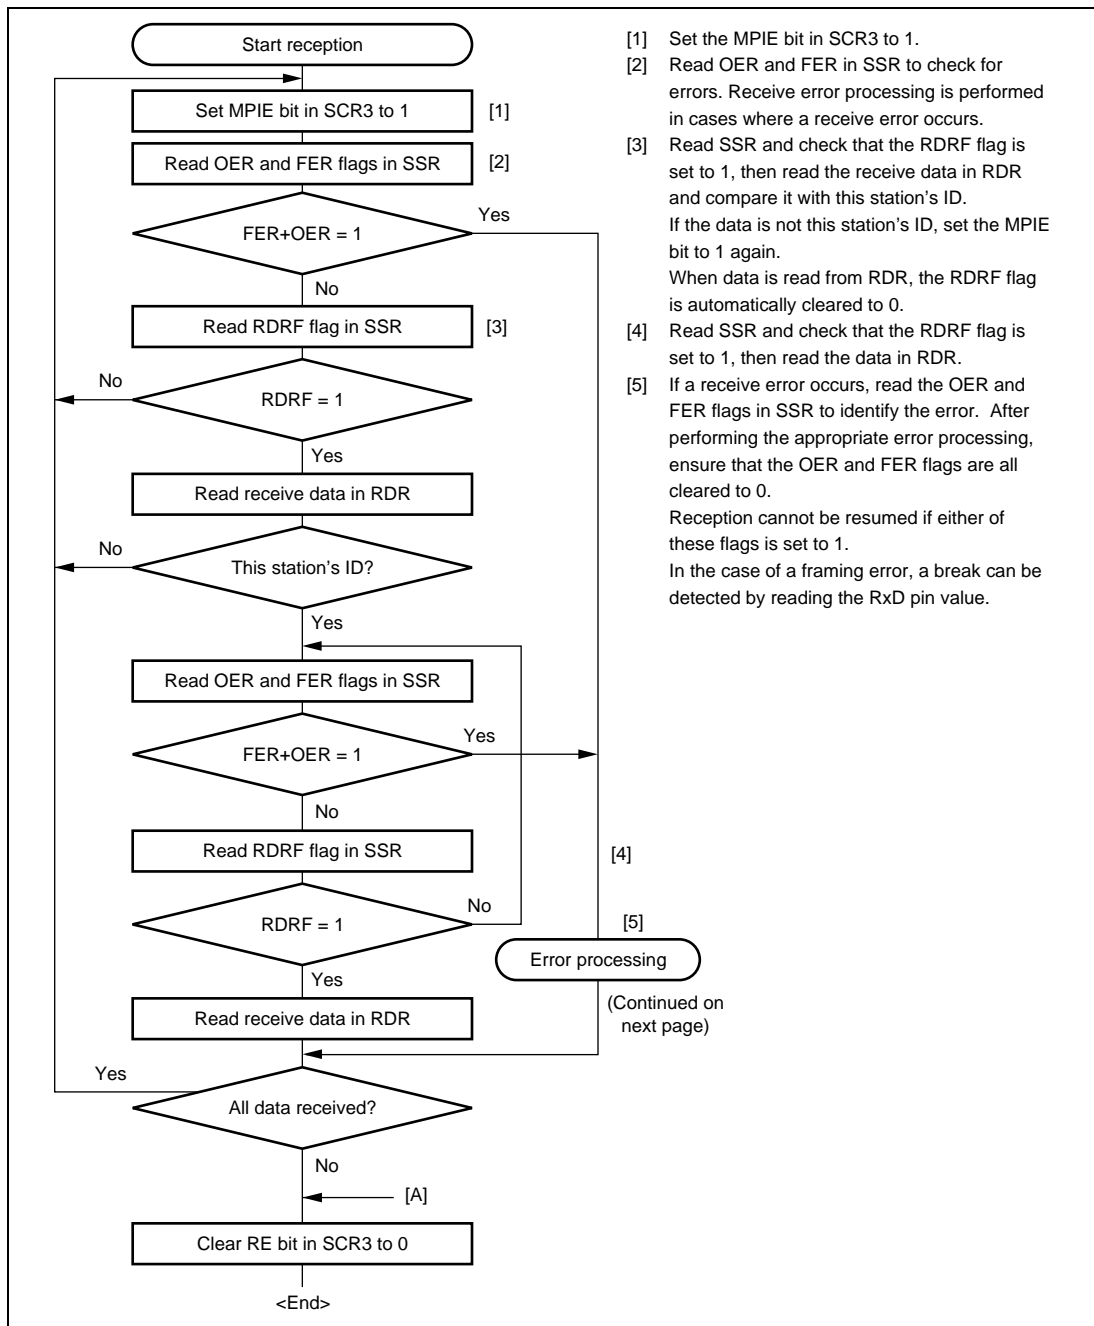 Start reception
Set MPIE bit in SCR3 to 1
[1]
Read OER and FER flags in SSR
[2]
Yes
FER+OER = 1
No
Read RDRF flag in SSR
[3]
No
RDRF = 1
Yes
Read receive data in RDR
No
This station's ID?
Yes
Read OER and FER flags in SSR
Yes
FER+OER = 1
No
Read RDRF flag in SSR
[4]
No
RDRF = 1
[5]
Error processing
Yes
(Continued on
next page)
Read receive data in RDR
Yes
All data received?
No
[A]
Clear RE bit in SCR3 to 0
<End>
[1] Set the MPIE bit in SCR3 to 1.
[2] Read OER and FER in SSR to check for
errors. Receive error processing is performed
in cases where a receive error occurs.
[3] Read SSR and check that the RDRF flag is
set to 1, then read the receive data in RDR
and compare it with this station's ID.
If the data is not this station's ID, set the MPIE
bit to 1 again.
When data is read from RDR, the RDRF flag
is automatically cleared to 0.
[4] Read SSR and check that the RDRF flag is
set to 1, then read the data in RDR.
[5] If a receive error occurs, read the OER and
FER flags in SSR to identify the error. After
performing the appropriate error processing,
ensure that the OER and FER flags are all
cleared to 0.
Reception cannot be resumed if either of
these flags is set to 1.
In the case of a framing error, a break can be
detected by reading the RxD pin value.